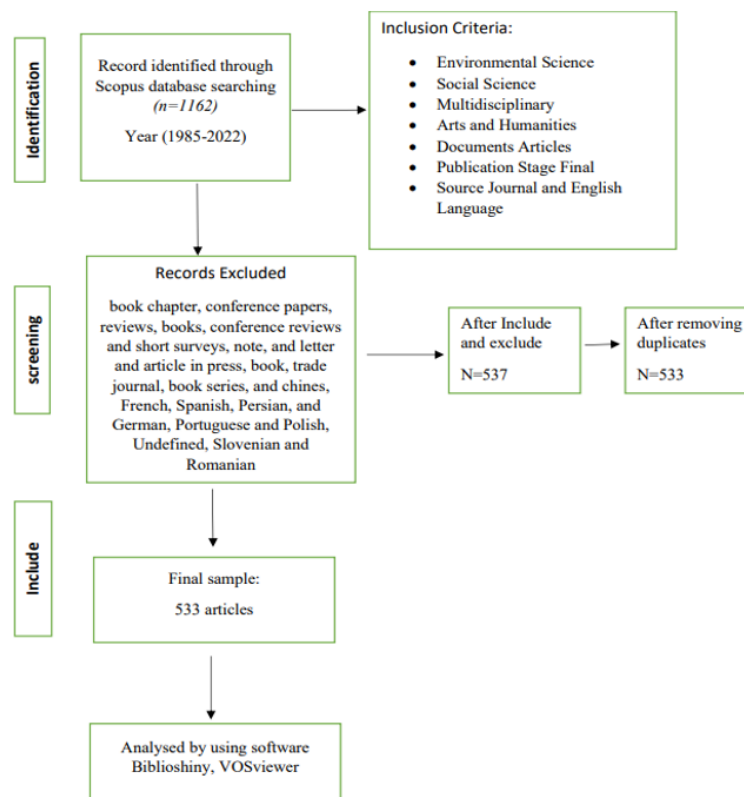 Identification
Record identified through
Scopus database searching
(n=1162)
Year (1985-2022)
Inclusion Criteria:
• Environmental Science
• Social Science
• Multidisciplinary
• Arts and Humanities
• Documents Articles
• Publication Stage Final
• Source Journal and English
Language
screening
Records Excluded
book chapter, conference papers,
reviews, books, conference reviews
and short surveys, note, and letter
and article in press, book, trade
journal, book series, and chines,
French, Spanish, Persian, and
German, Portuguese and Polish,
Undefined, Slovenian and
Romanian
After Include
and exclude
N=537
After removing
duplicates
N=533
Include
Final sample:
533 articles
Analysed by using software
Biblioshiny, VOSviewer